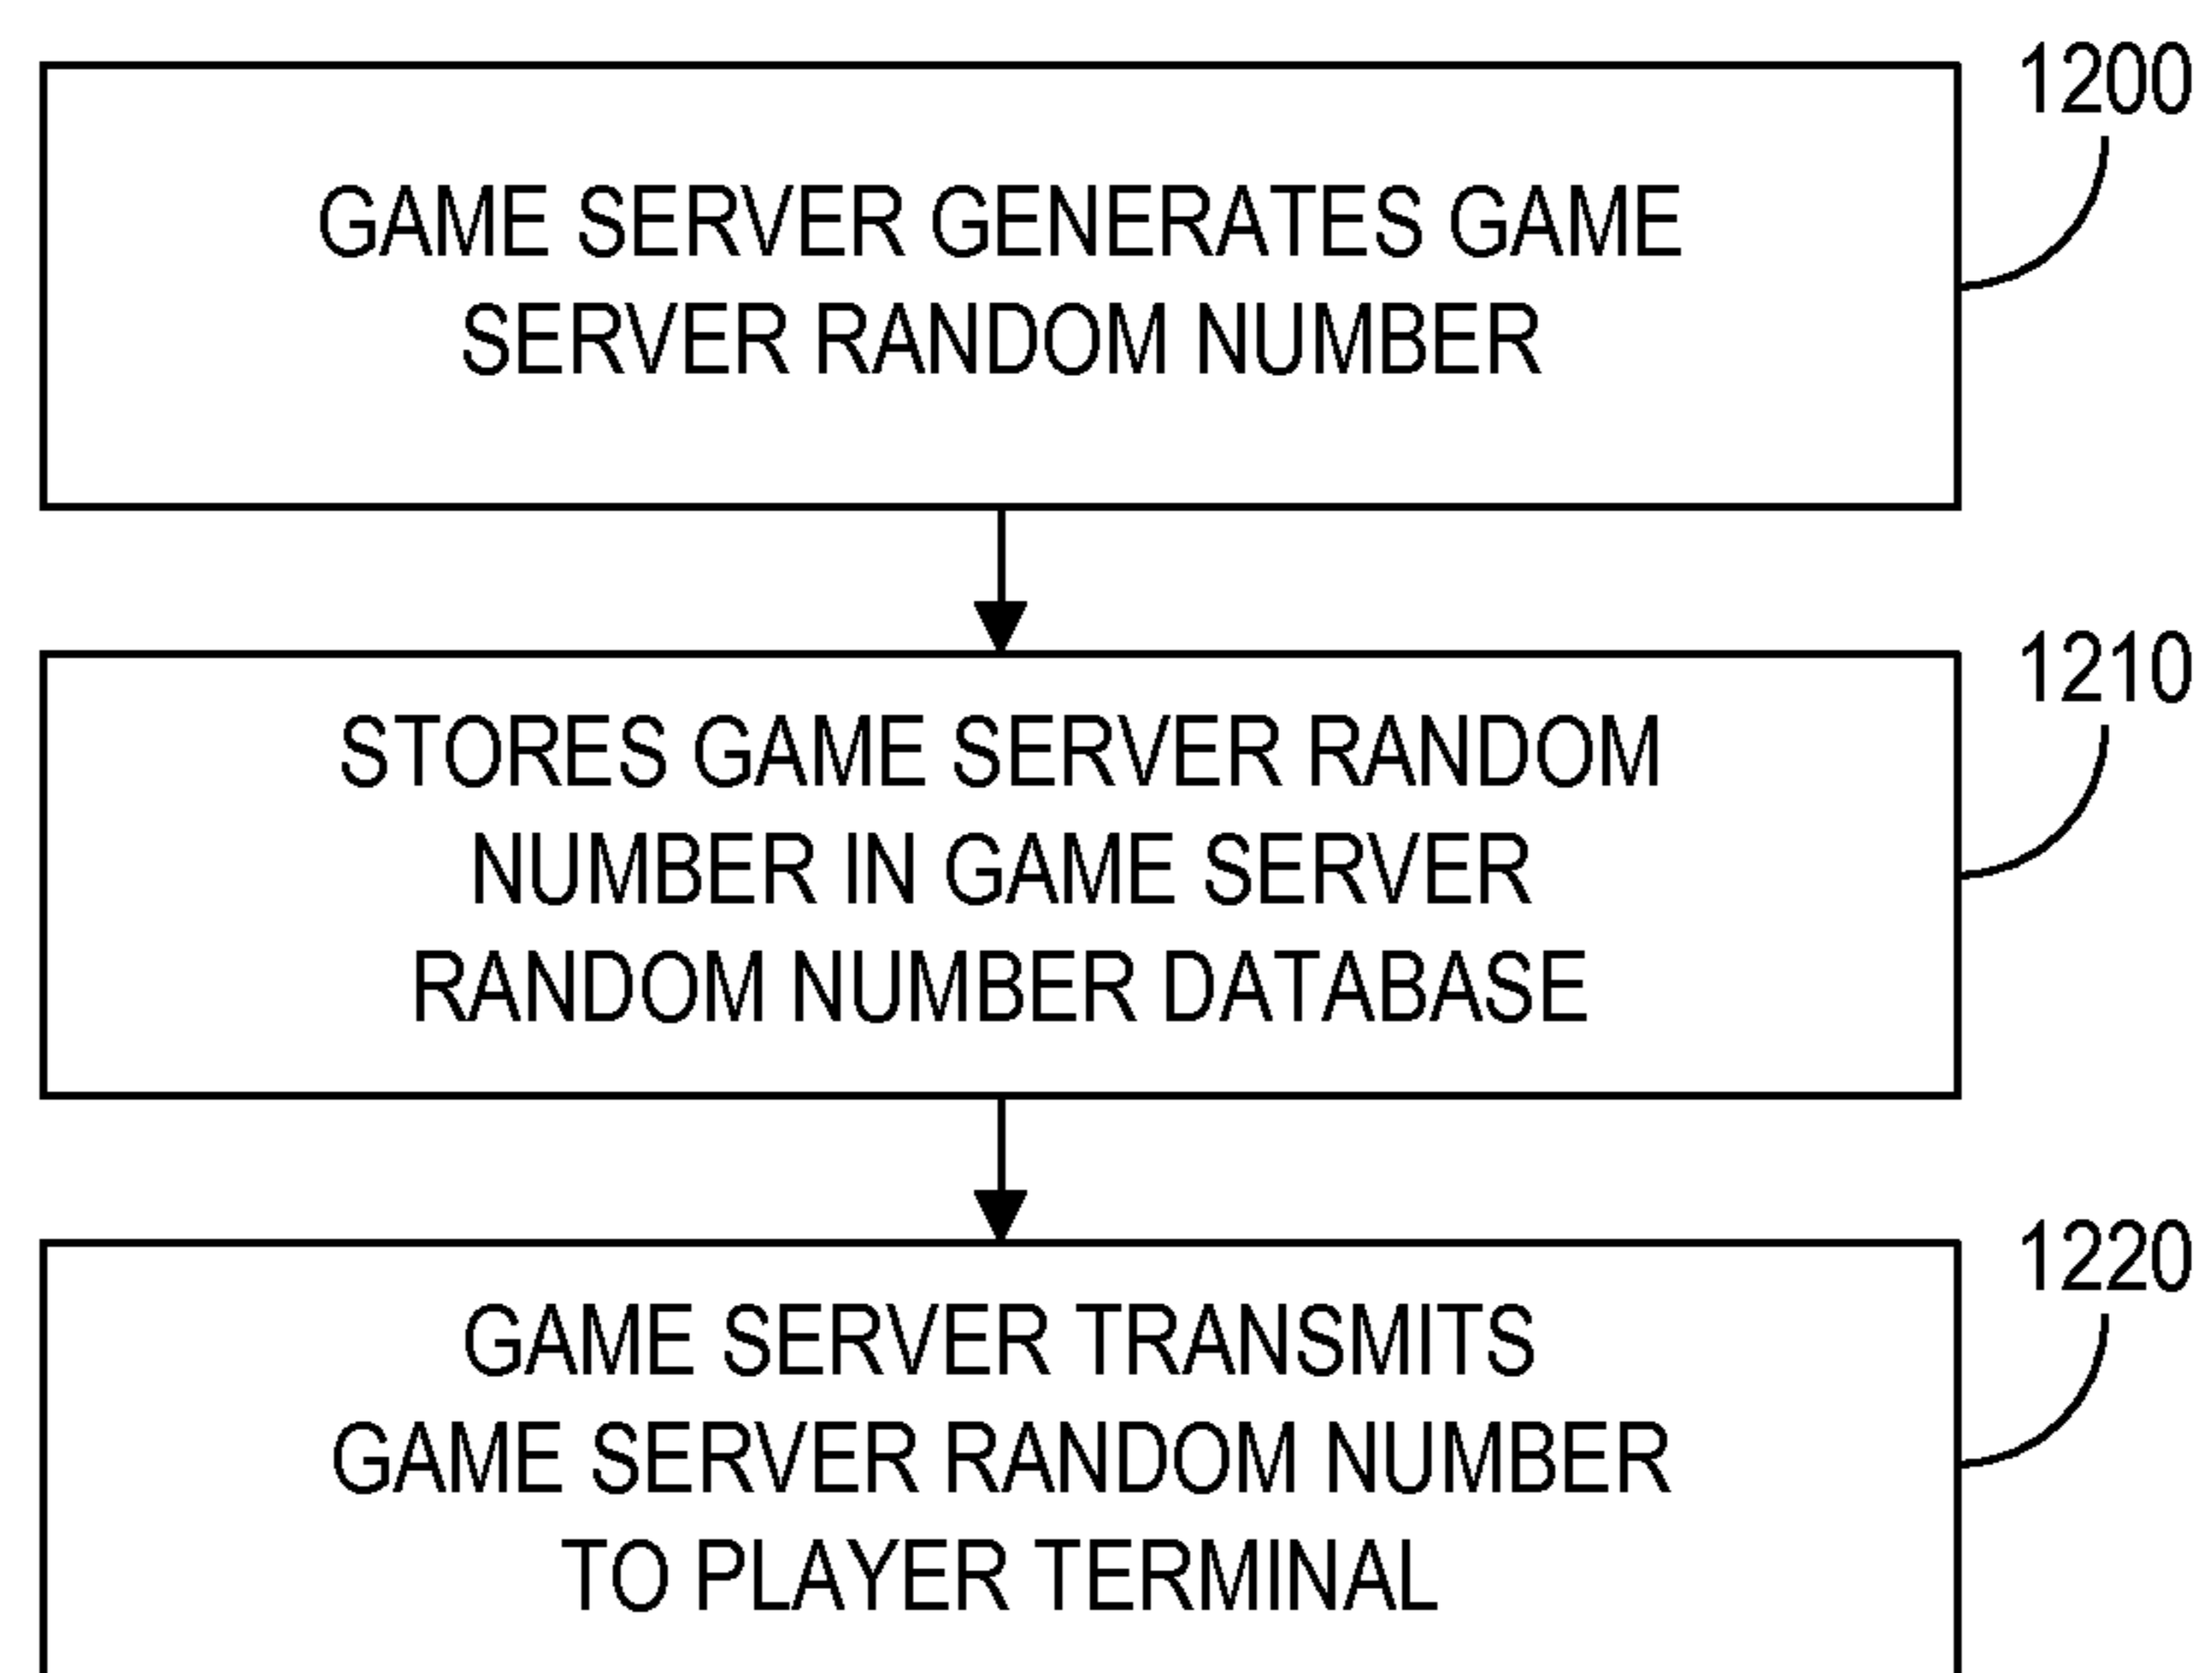 1200
GAME SERVER GENERATES GAME
SERVER RANDOM NUMBER
1210
STORES GAME SERVER RANDOM
NUMBER IN GAME SERVER
RANDOM NUMBER DATABASE
1220
GAME SERVER TRANSMITS
GAME SERVER RANDOM NUMBER
TO PLAYER TERMINAL